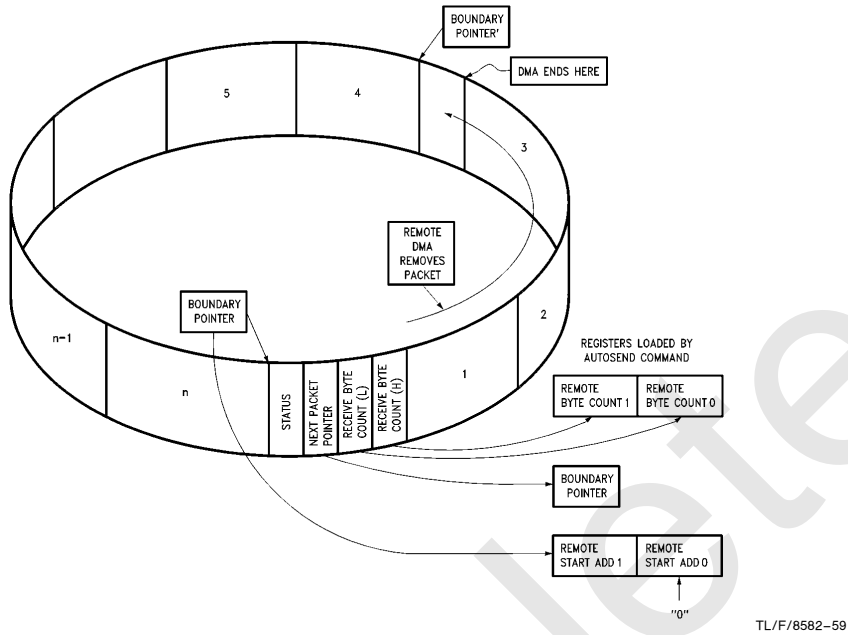 BOUNDARY
POINTER'
DMA ENDS HERE
5
4
3
REMOTE
DMA
REMOVES
PACKET
BOUNDARY
POINTER
2
n-1
n
1
STATUS
NEXT PACKET
POINTER
RECEIVE BYTE
COUNT (L)
RECEIVE BYTE
COUNT (H)
REGISTERS LOADED BY
AUTOSEND COMMAND
REMOTE
BYTE COUNT 1
REMOTE
BYTE COUNT 0
BOUNDARY
POINTER
REMOTE
START ADD 1
REMOTE
START ADD 0
"0"
TL/F/8582–59
lete